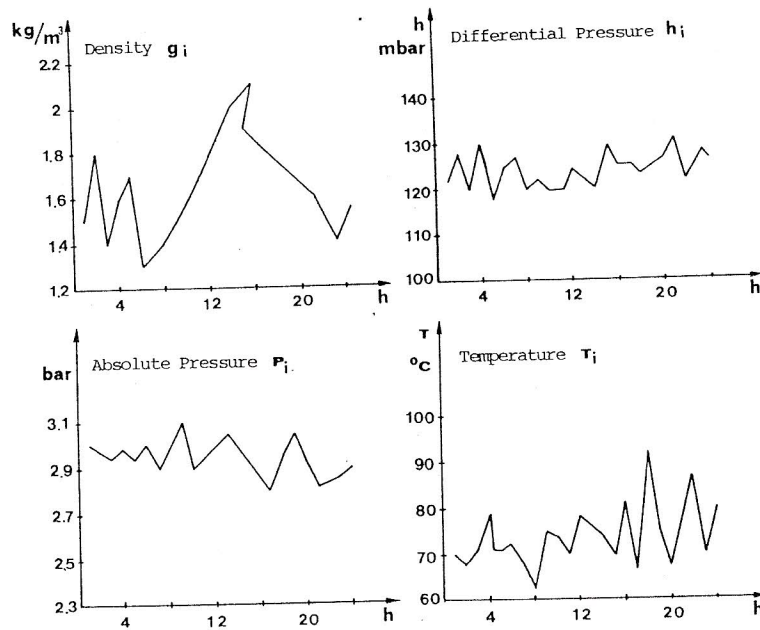 kg/m³
Density gi
2.2
2
1.8
1.6
1.4
1,2
4
12
20
h
h
mbar
Differential Pressure hi
140
130
120
110
100
4
12
20
h
bar
Absolute Pressure Pi
3.1
2.9
2.7
2.5
2.3
4
12
20
h
T
°C
Temperature Ti
100
90
80
70
60
4
12
20
h